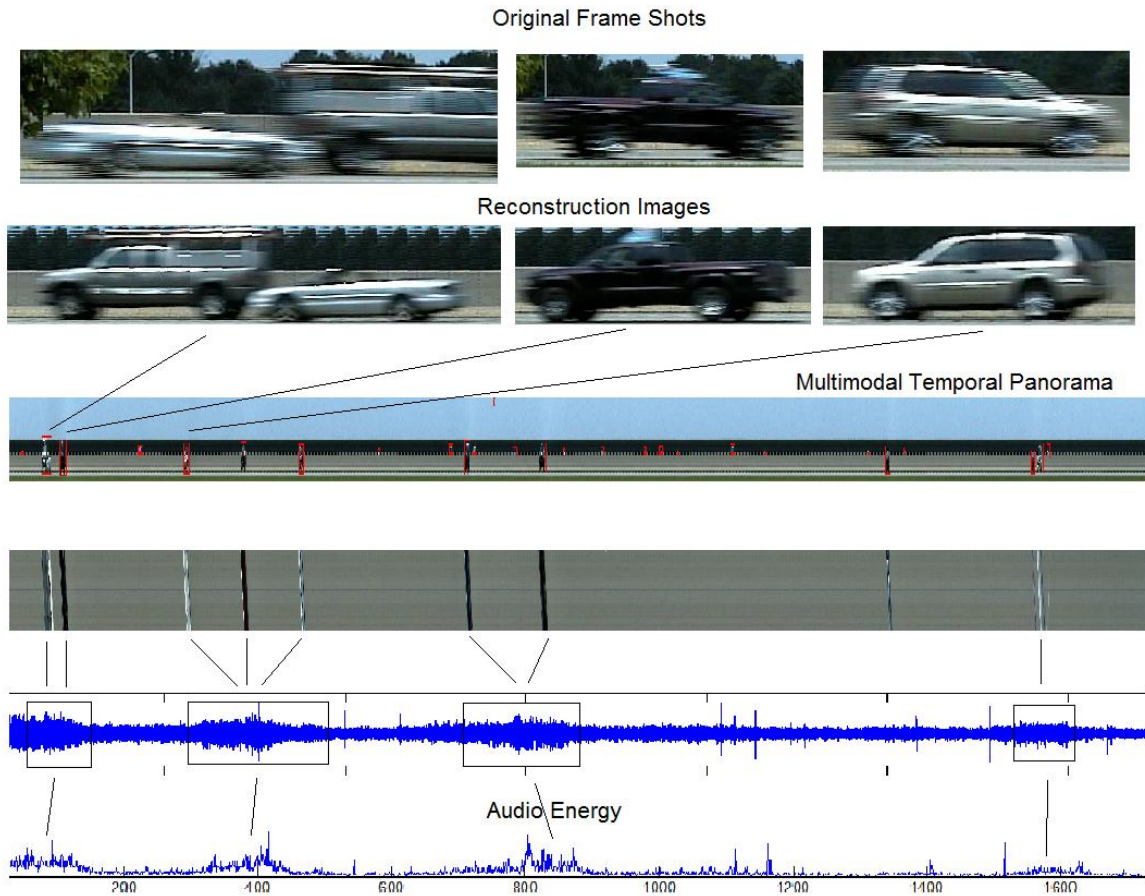 Original Frame Shots
Reconstruction Images
Multimodal Temporal Panorama
Audio Energy
200 400 600 800 1000 1200 1400 1600